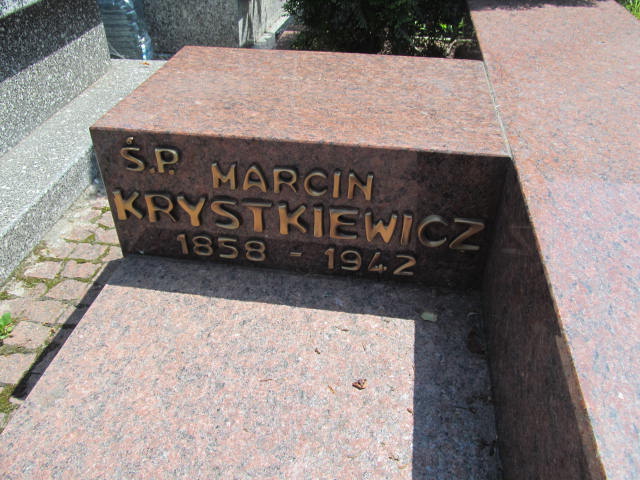 Ś.P. MARCIN
KRYSTKIEWICZ
1858 - 1942